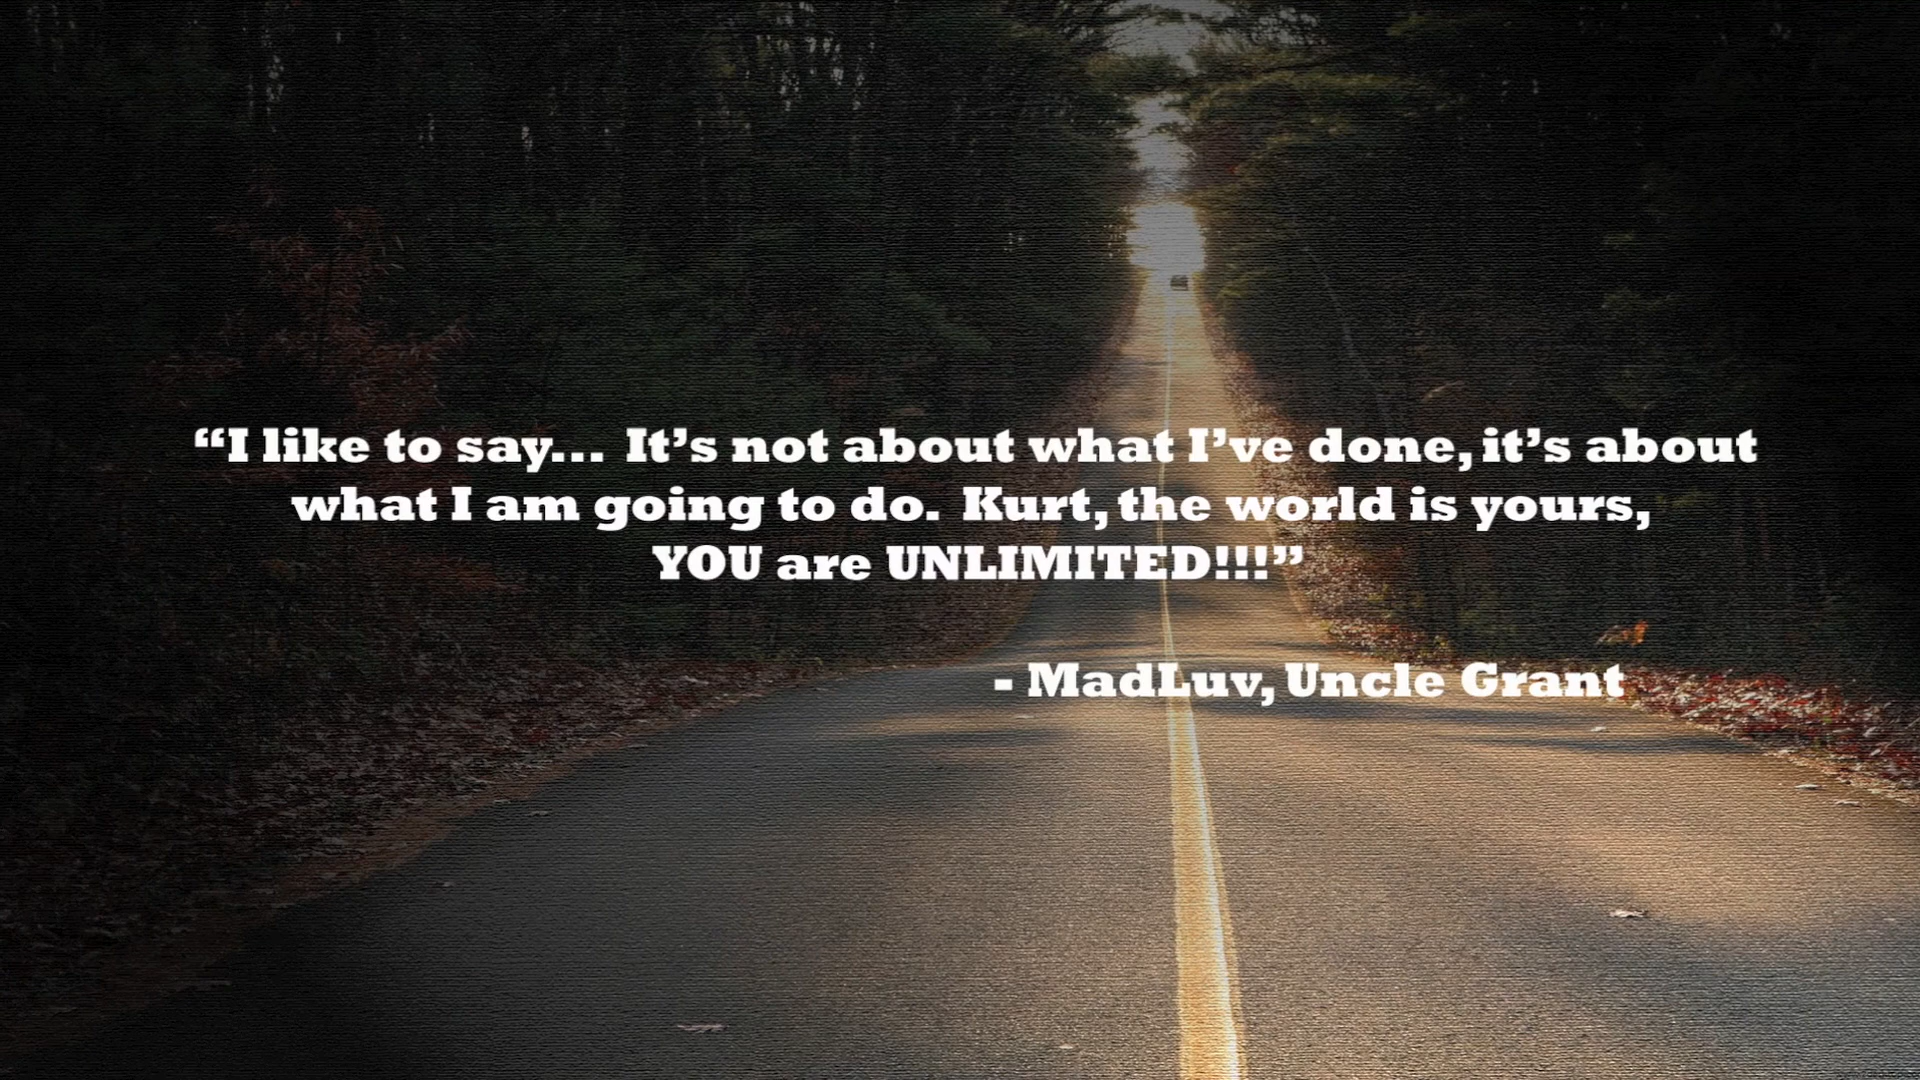 “I like to say... It’s not about what I’ve done, it’s about
what I am going to do. Kurt, the world is yours,
YOU are UNLIMITED!!!”
- MadLuv, Uncle Grant